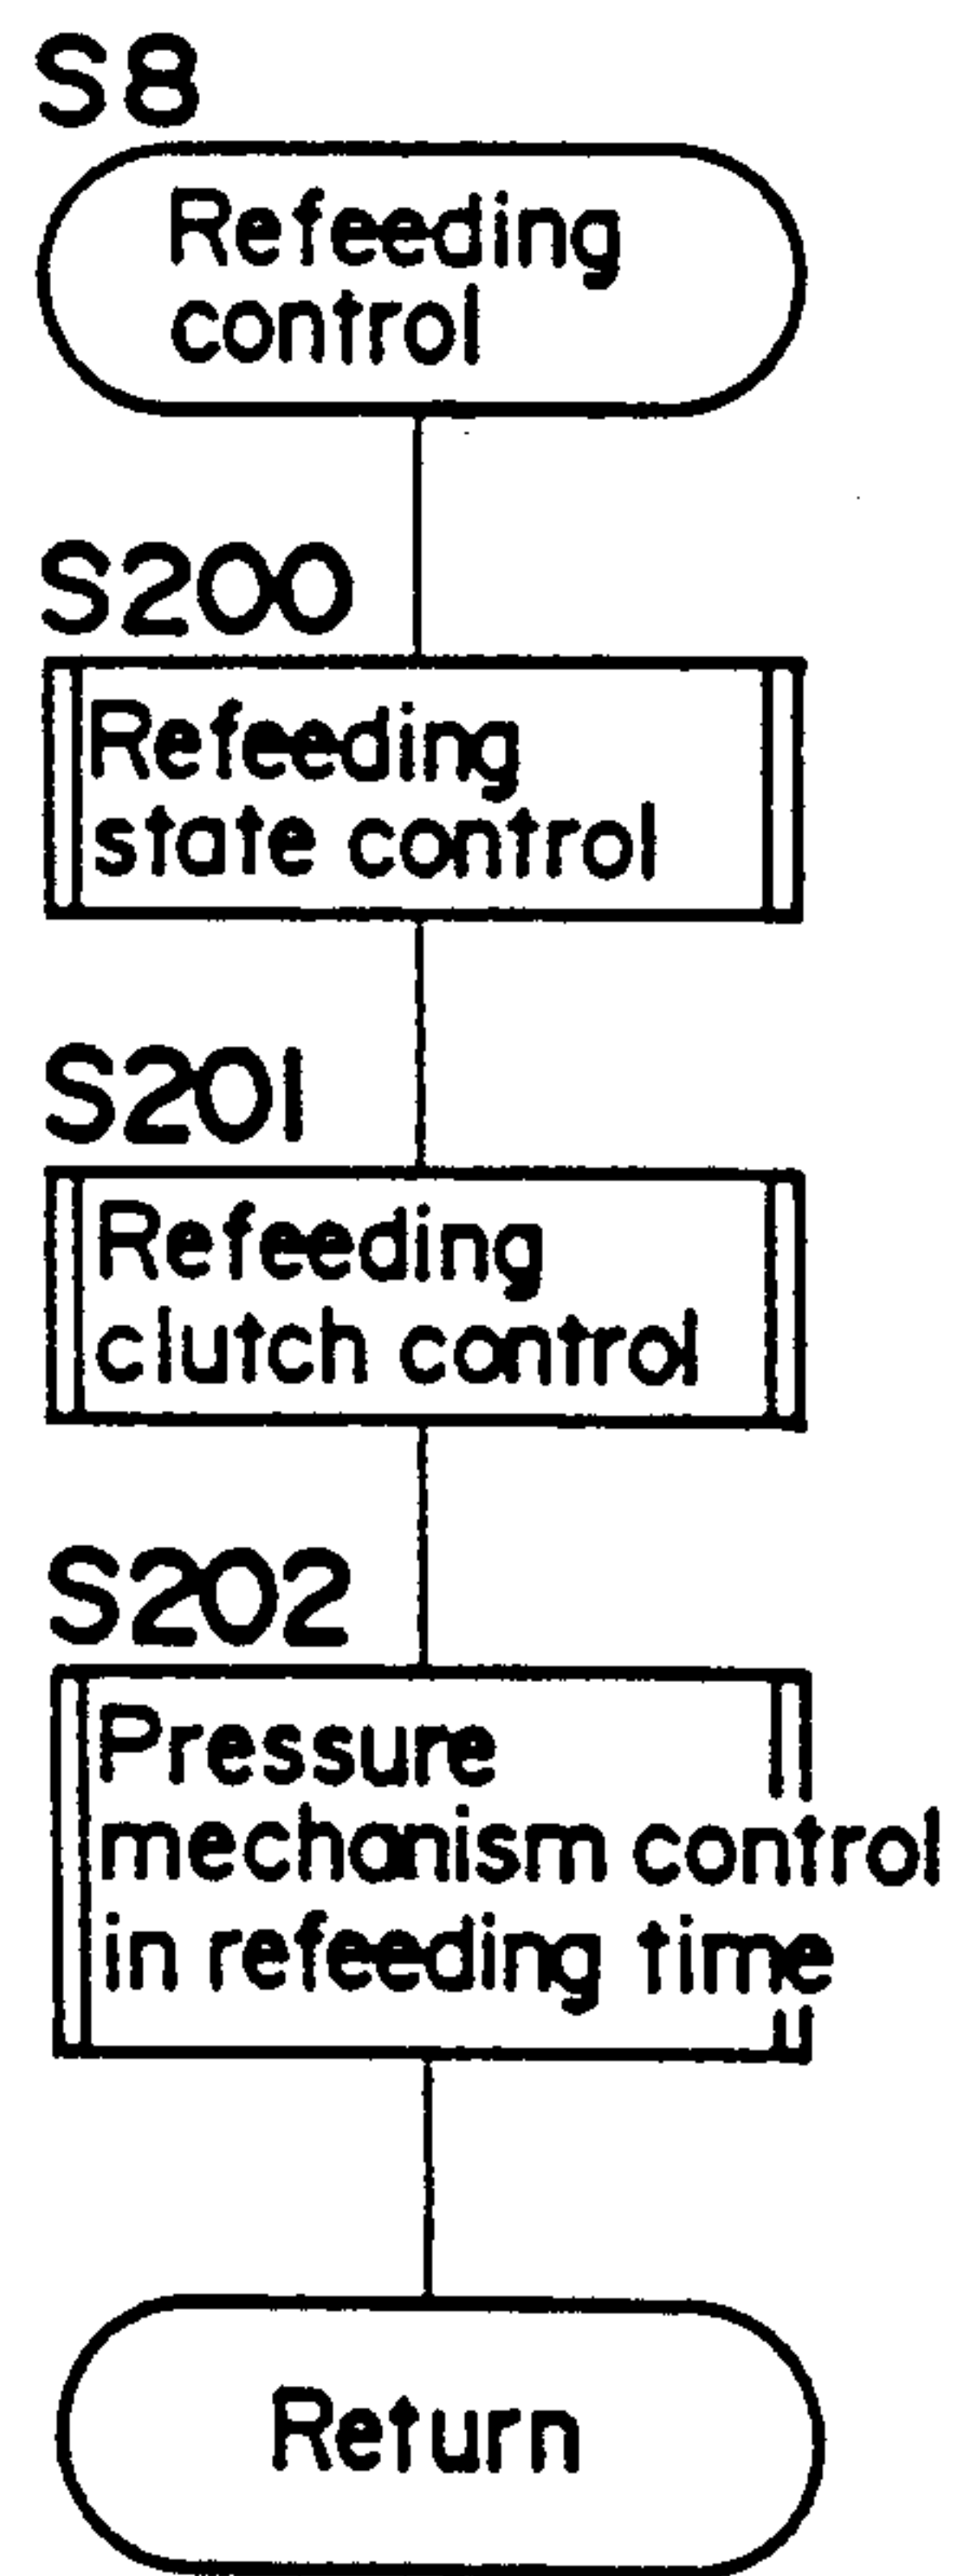 S8
Refeeding
control
S200
Refeeding
state control
S201
Refeeding
clutch control
S202
Pressure
mechanism control
in refeeding time
Return